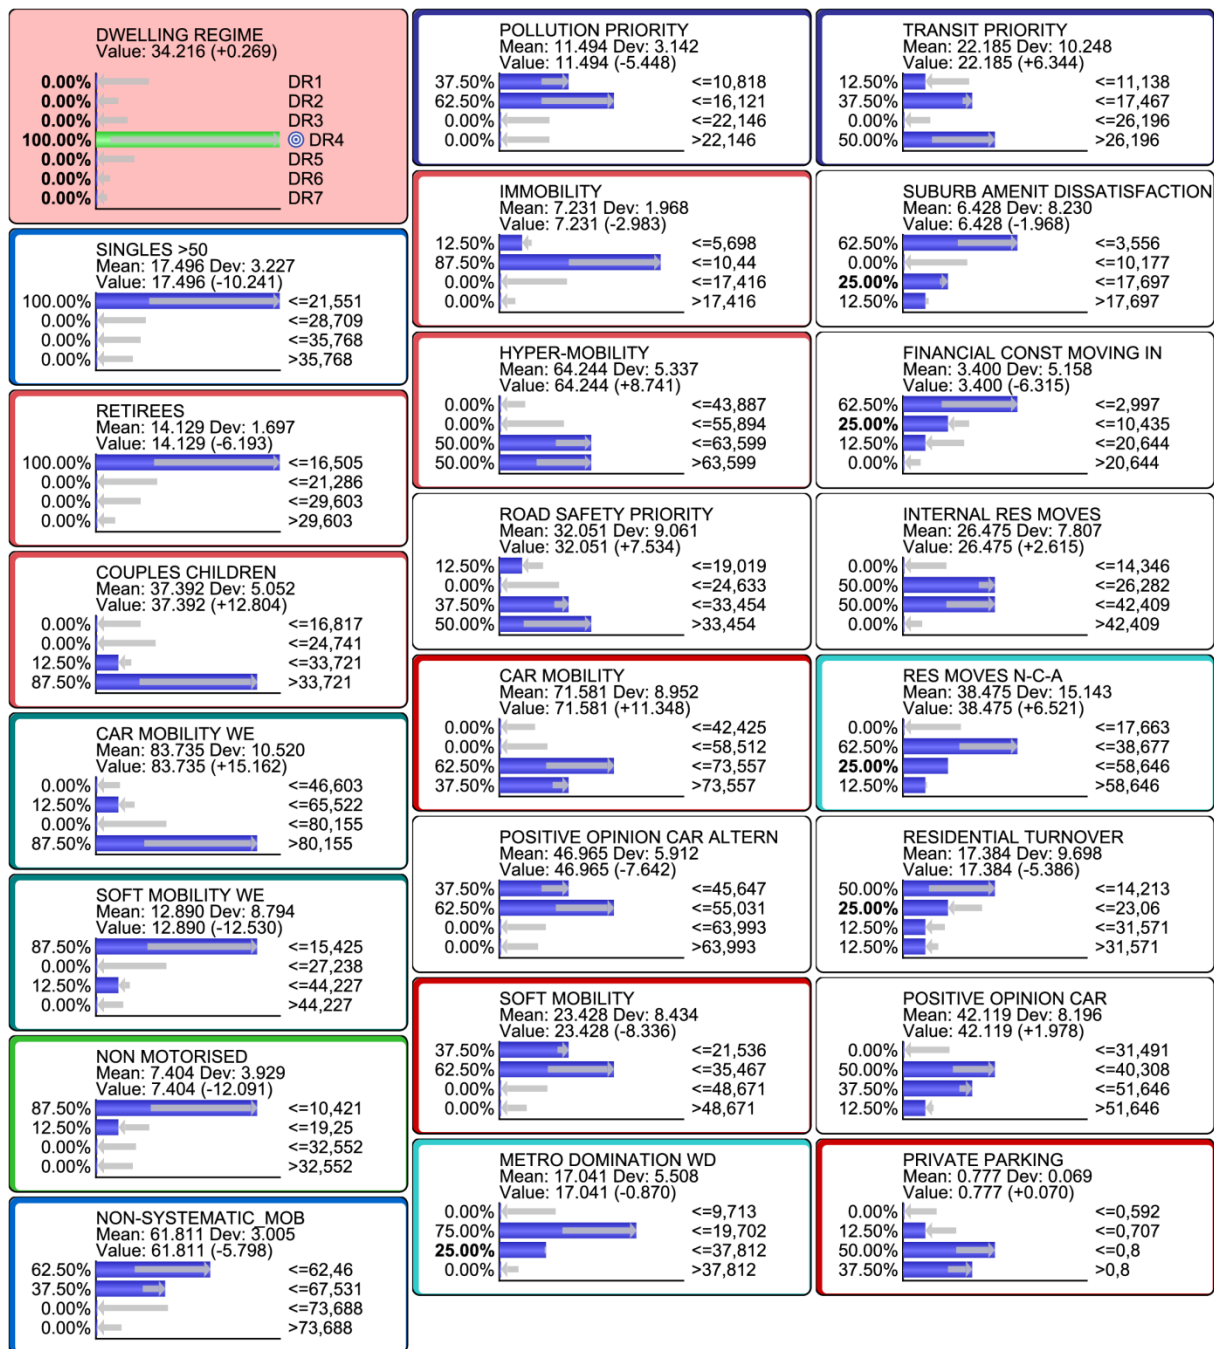 DWELLING REGIME
Value: 34.216 (+0.269)
0.00% DR1
0.00% DR2
0.00% DR3
100.00% DR4
0.00% DR5
0.00% DR6
0.00% DR7
SINGLES >50
Mean: 17.496 Dev: 3.227
Value: 17.496 (-10.241)
100.00% <=21,551
0.00% <=28,709
0.00% <=35,768
0.00% >35,768
RETIREES
Mean: 14.129 Dev: 1.697
Value: 14.129 (-6.193)
100.00% <=16,505
0.00% <=21,286
0.00% <=29,603
0.00% >29,603
COUPLES CHILDREN
Mean: 37.392 Dev: 5.052
Value: 37.392 (+12.804)
0.00% <=16,817
0.00% <=24,741
12.50% <=33,721
87.50% >33,721
CAR MOBILITY WE
Mean: 83.735 Dev: 10.520
Value: 83.735 (+15.162)
0.00% <=46,603
12.50% <=65,522
0.00% <=80,155
87.50% >80,155
SOFT MOBILITY WE
Mean: 12.890 Dev: 8.794
Value: 12.890 (-12.530)
87.50% <=15,425
0.00% <=27,238
12.50% <=44,227
0.00% >44,227
NON MOTORISED
Mean: 7.404 Dev: 3.929
Value: 7.404 (-12.091)
87.50% <=10,421
12.50% <=19,25
0.00% <=32,552
0.00% >32,552
NON-SYSTEMATIC_MOB
Mean: 61.811 Dev: 3.005
Value: 61.811 (-5.798)
62.50% <=62,46
37.50% <=67,531
0.00% <=73,688
0.00% >73,688
POLLUTION PRIORITY
Mean: 11.494 Dev: 3.142
Value: 11.494 (-5.448)
37.50% <=10,818
62.50% <=16,121
0.00% <=22,146
0.00% >22,146
IMMOBILITY
Mean: 7.231 Dev: 1.968
Value: 7.231 (-2.983)
12.50% <=5,698
87.50% <=10,44
0.00% <=17,416
0.00% >17,416
HYPER-MOBILITY
Mean: 64.244 Dev: 5.337
Value: 64.244 (+8.741)
0.00% <=43,887
0.00% <=55,894
50.00% <=63,599
50.00% >63,599
ROAD SAFETY PRIORITY
Mean: 32.051 Dev: 9.061
Value: 32.051 (+7.534)
12.50% <=19,019
0.00% <=24,633
37.50% <=33,454
50.00% >33,454
CAR MOBILITY
Mean: 71.581 Dev: 8.952
Value: 71.581 (+11.348)
0.00% <=42,425
0.00% <=58,512
62.50% <=73,557
37.50% >73,557
POSITIVE OPINION CAR ALTERN
Mean: 46.965 Dev: 5.912
Value: 46.965 (-7.642)
37.50% <=45,647
62.50% <=55,031
0.00% <=63,993
0.00% >63,993
SOFT MOBILITY
Mean: 23.428 Dev: 8.434
Value: 23.428 (-8.336)
37.50% <=21,536
62.50% <=35,467
0.00% <=48,671
0.00% >48,671
METRO DOMINATION WD
Mean: 17.041 Dev: 5.508
Value: 17.041 (-0.870)
0.00% <=9,713
75.00% <=19,702
25.00% <=37,812
0.00% >37,812
TRANSIT PRIORITY
Mean: 22.185 Dev: 10.248
Value: 22.185 (+6.344)
12.50% <=11,138
37.50% <=17,467
0.00% <=26,196
50.00% >26,196
SUBURB AMENIT DISSATISFACTION
Mean: 6.428 Dev: 8.230
Value: 6.428 (-1.968)
62.50% <=3,556
0.00% <=10,177
25.00% <=17,697
12.50% >17,697
FINANCIAL CONST MOVING IN
Mean: 3.400 Dev: 5.158
Value: 3.400 (-6.315)
62.50% <=2,997
25.00% <=10,435
12.50% <=20,644
0.00% >20,644
INTERNAL RES MOVES
Mean: 26.475 Dev: 7.807
Value: 26.475 (+2.615)
0.00% <=14,346
50.00% <=26,282
50.00% <=42,409
0.00% >42,409
RES MOVES N-C-A
Mean: 38.475 Dev: 15.143
Value: 38.475 (+6.521)
0.00% <=17,663
62.50% <=38,677
25.00% <=58,646
12.50% >58,646
RESIDENTIAL TURNOVER
Mean: 17.384 Dev: 9.698
Value: 17.384 (-5.386)
50.00% <=14,213
25.00% <=23,06
12.50% <=31,571
12.50% >31,571
POSITIVE OPINION CAR
Mean: 42.119 Dev: 8.196
Value: 42.119 (+1.978)
0.00% <=31,491
50.00% <=40,308
37.50% <=51,646
12.50% >51,646
PRIVATE PARKING
Mean: 0.777 Dev: 0.069
Value: 0.777 (+0.070)
0.00% <=0,592
12.50% <=0,707
50.00% <=0,8
37.50% >0,8